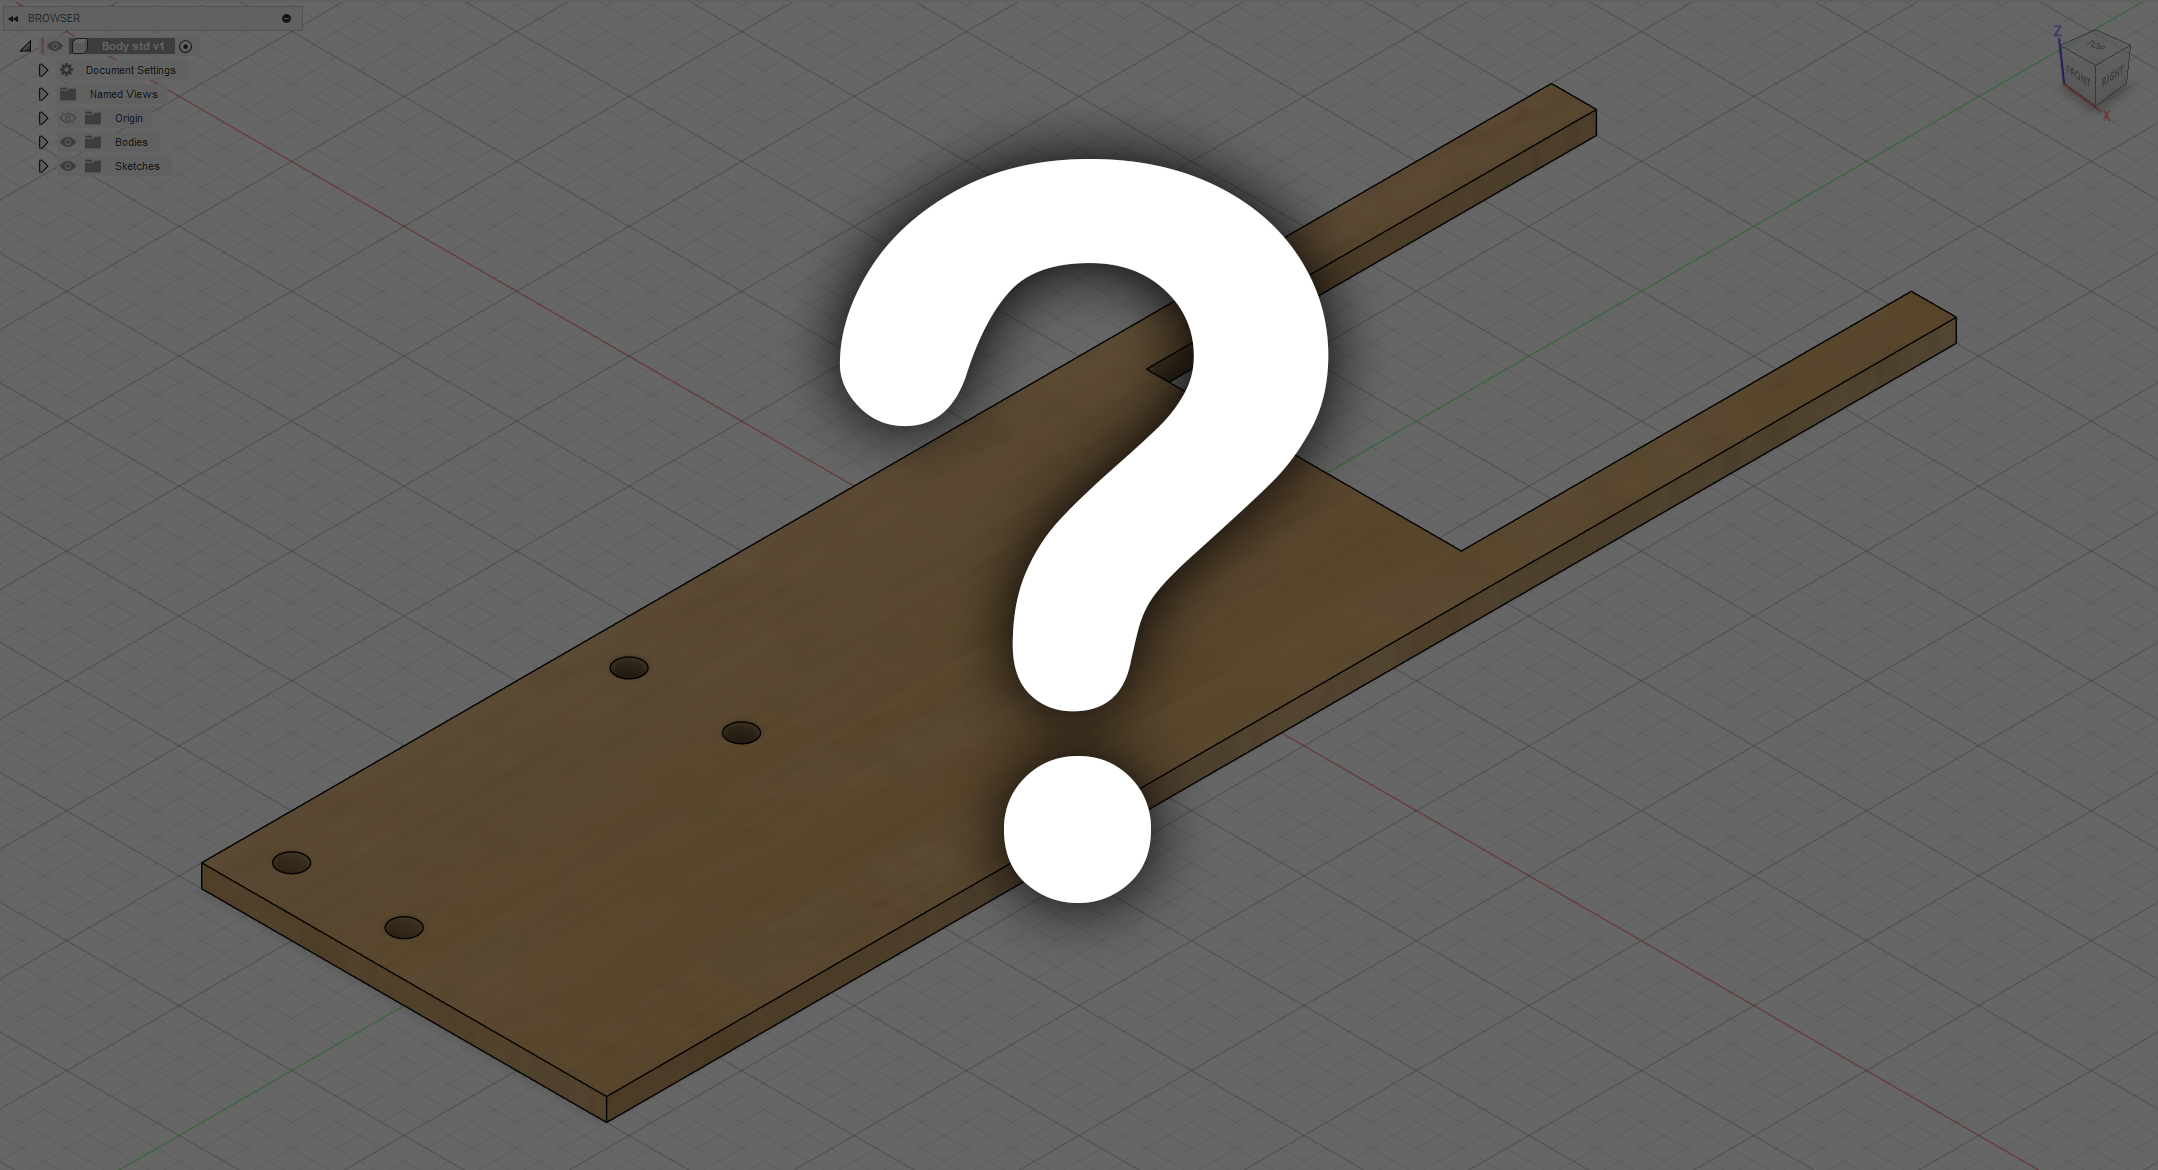 BROWSER
Body std v1
Document Settings
Named Views
Origin
Bodies
Sketches
Z
TOP
FRONT
RIGHT
X
?